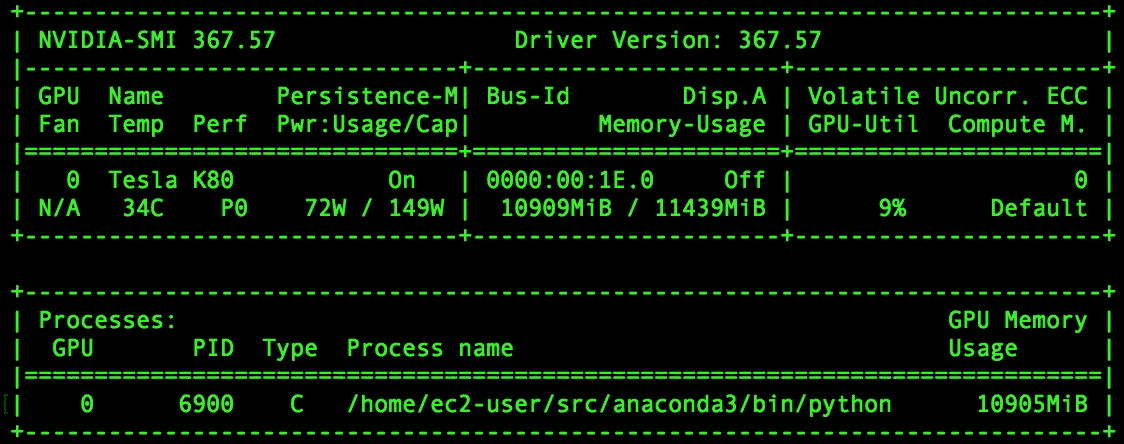 +-----------------------------------------------------------------------------+
| NVIDIA-SMI 367.57                 Driver Version: 367.57                    |
|-------------------------------+----------------------+----------------------+
| GPU  Name        Persistence-M| Bus-Id        Disp.A | Volatile Uncorr. ECC |
| Fan  Temp  Perf  Pwr:Usage/Cap|         Memory-Usage | GPU-Util  Compute M. |
|===============================+======================+======================|
|   0  Tesla K80           On   | 0000:00:1E.0     Off |                    0 |
| N/A   34C    P0    72W / 149W |  10909MiB / 11439MiB |      9%      Default |
+-------------------------------+----------------------+----------------------+
+-----------------------------------------------------------------------------+
| Processes:                                                       GPU Memory |
|  GPU       PID  Type  Process name                               Usage      |
|=============================================================================|
|    0      6900    C   /home/ec2-user/src/anaconda3/bin/python      10905MiB |
+-----------------------------------------------------------------------------+